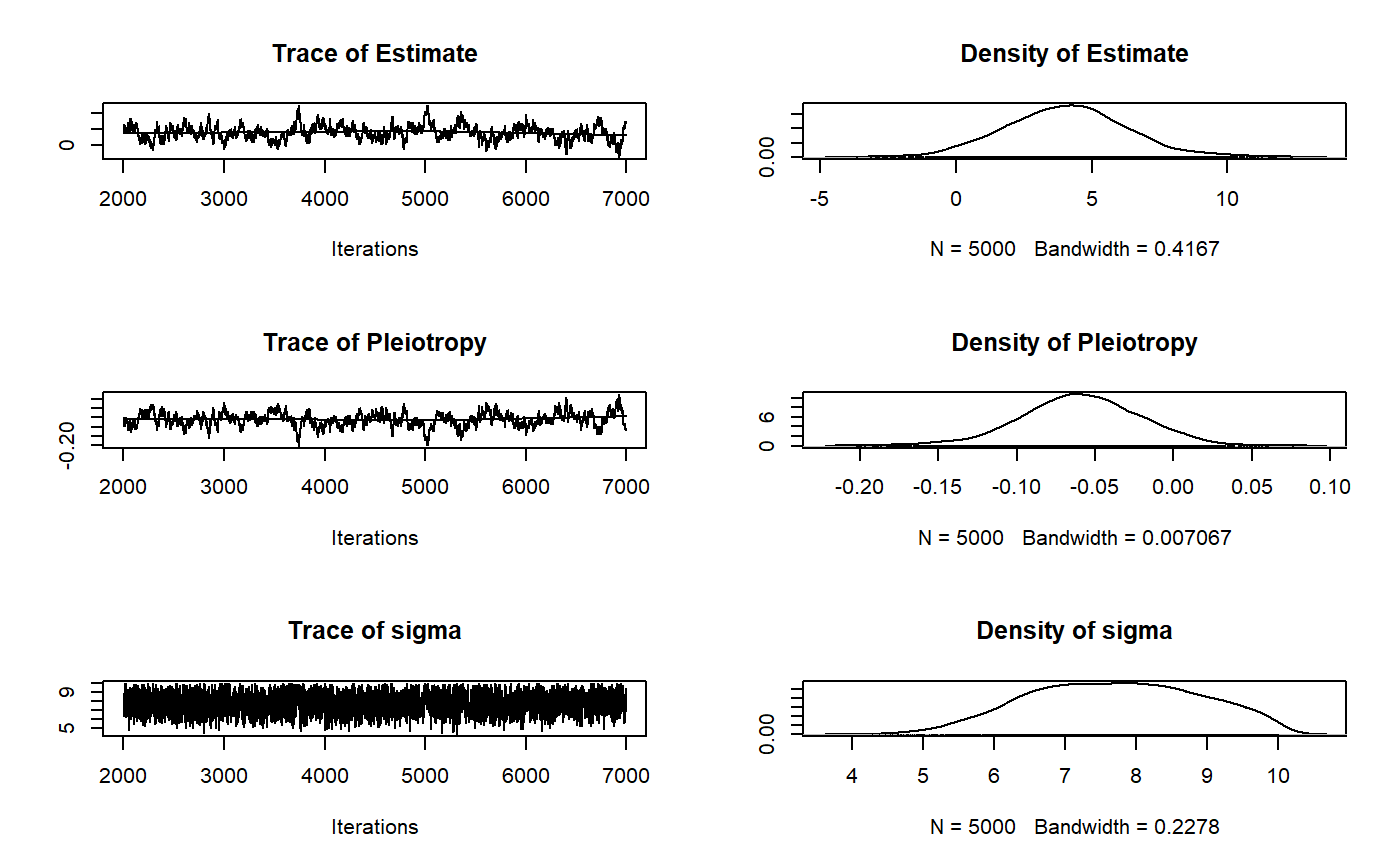 Trace of Estimate
0
2000 3000 4000 5000 6000 7000
Iterations
Density of Estimate
0.00
-5 0 5 10
N = 5000 Bandwidth = 0.4167
Trace of Pleiotropy
-0.20
2000 3000 4000 5000 6000 7000
Iterations
Density of Pleiotropy
0 6
-0.20 -0.15 -0.10 -0.05 0.00 0.05 0.10
N = 5000 Bandwidth = 0.007067
Trace of sigma
5 9
2000 3000 4000 5000 6000 7000
Iterations
Density of sigma
0.00
4 5 6 7 8 9 10
N = 5000 Bandwidth = 0.2278